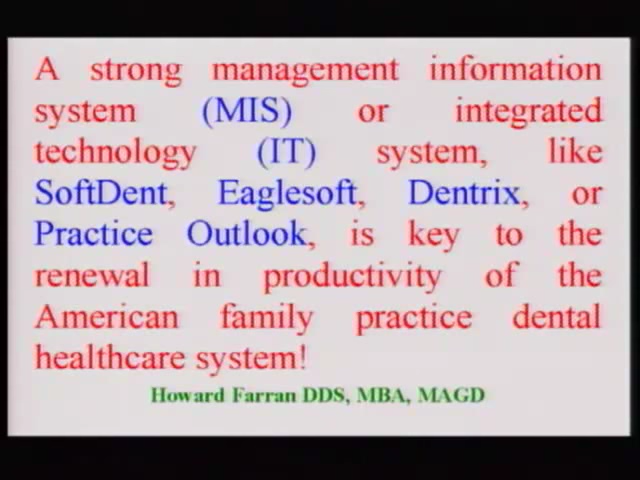 A strong management information
system (MIS) or integrated
technology (IT) system, like
SoftDent, Eaglesoft, Dentrix, or
Practice Outlook, is key to the
renewal in productivity of the
American family practice dental
healthcare system!
Howard Farran DDS, MBA, MAGD